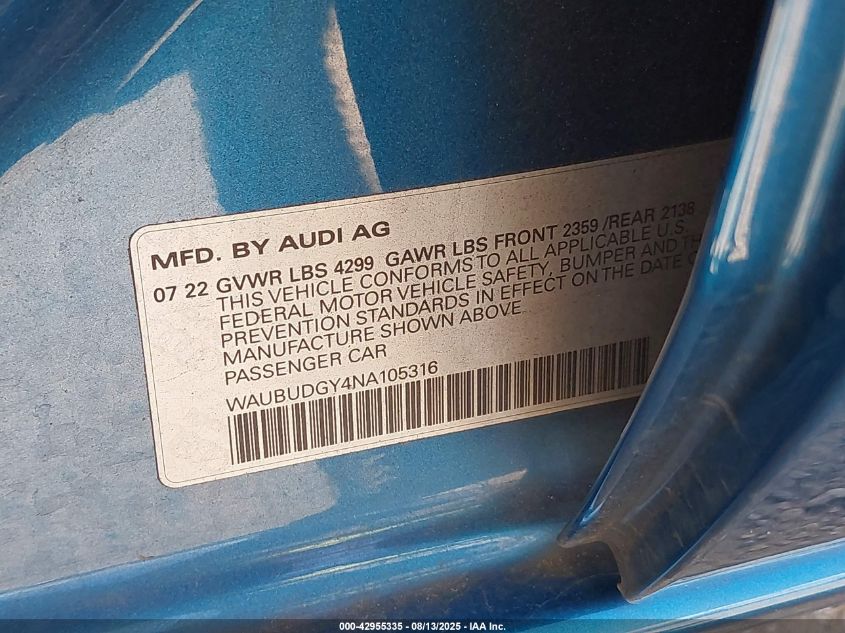 MFD. BY AUDI AG
07 22 GVWR LBS 4299 GAWR LBS FRONT 2359 /REAR 2138
THIS VEHICLE CONFORMS TO ALL APPLICABLE U.S.
FEDERAL MOTOR VEHICLE SAFETY, BUMPER AND
PREVENTION STANDARDS IN EFFECT ON THE DATE
MANUFACTURE SHOWN ABOVE
PASSENGER CAR
WAUBUDGY4NA105316
000-42955335 - 08/13/2025 - IAA Inc.